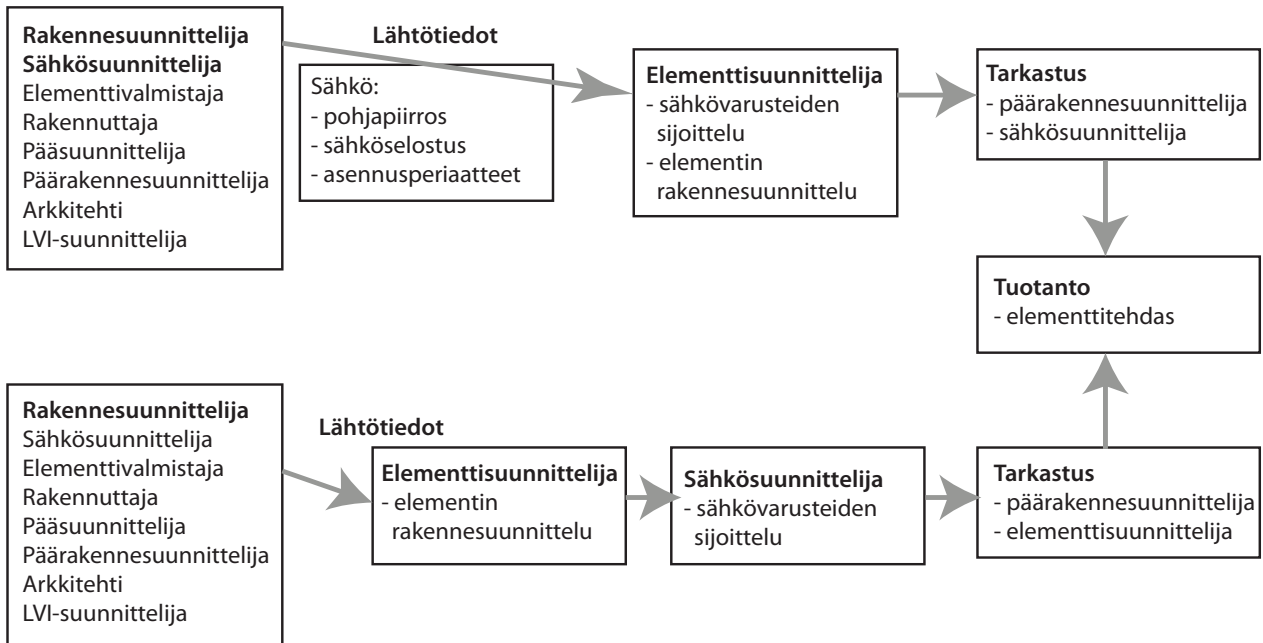 Rakennesuunnittelija
Sähkösuunnittelija
Elementtivalmistaja
Rakennuttaja
Pääsuunnittelija
Päärakennesuunnittelija
Arkkitehti
LVI-suunnittelija
Lähtötiedot
Sähkö:
- pohjapiirros
- sähköselostus
- asennusperiaatteet
Elementtisuunnittelija
- sähkövarusteiden
sijoittelu
- elementin
rakennesuunnittelu
Tarkastus
- päärakennesuunnittelija
- sähkösuunnittelija
Tuotanto
- elementtitehdas
Rakennesuunnittelija
Sähkösuunnittelija
Elementtivalmistaja
Rakennuttaja
Pääsuunnittelija
Päärakennesuunnittelija
Arkkitehti
LVI-suunnittelija
Lähtötiedot
Elementtisuunnittelija
- elementin
rakennesuunnittelu
Sähkösuunnittelija
- sähkövarusteiden
sijoittelu
Tarkastus
- päärakennesuunnittelija
- elementtisuunnittelija